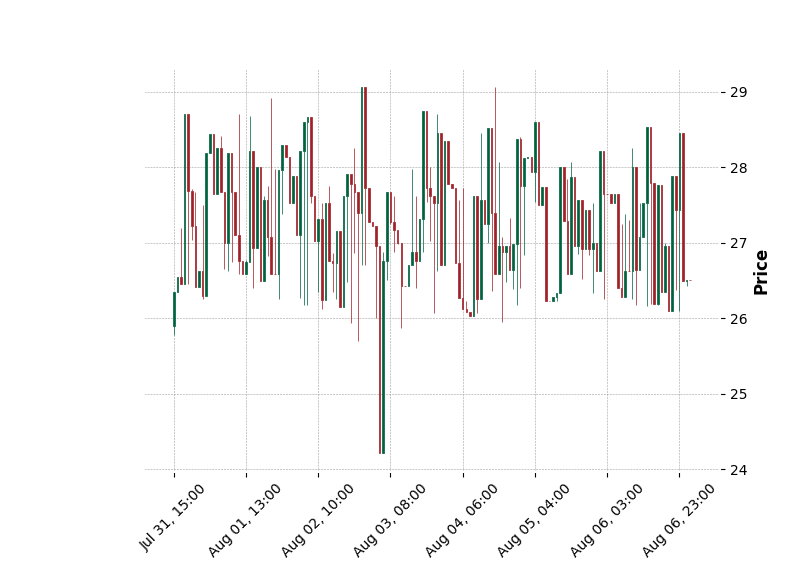 29
28
27
26
25
24
Price
Jul 31, 15:00
Aug 01, 13:00
Aug 02, 10:00
Aug 03, 08:00
Aug 04, 06:00
Aug 05, 04:00
Aug 06, 03:00
Aug 06, 23:00